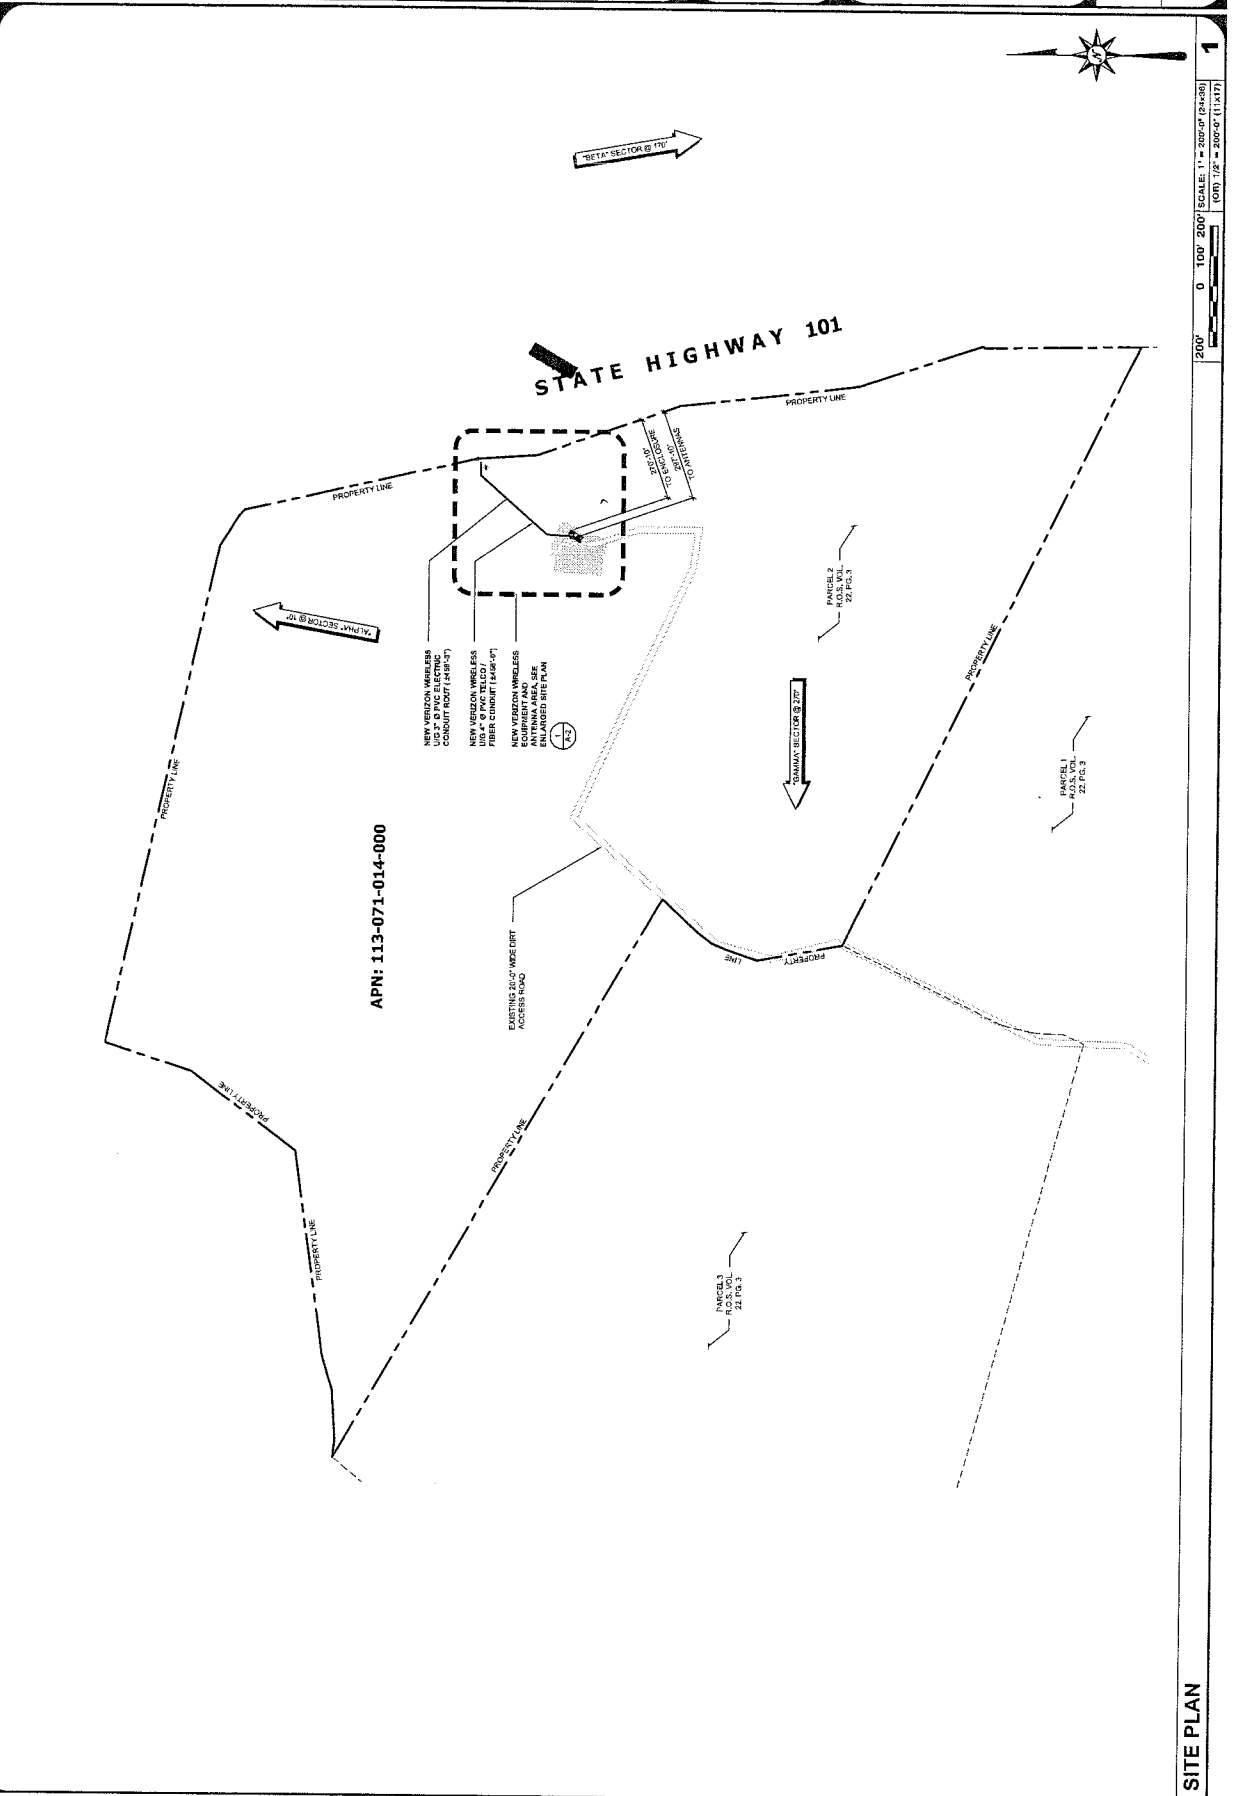 "BETA" SECTOR @ 170°
STATE HIGHWAY 101
PROPERTY LINE
270'-10"
TO ENCLOSURE
297'-10"
TO ANTENNAS
PROPERTY LINE
"ALPHA" SECTOR @ 10°
NEW VERIZON WIRELESS
U/G 3" Ø PVC ELECTRIC
NEW VERIZON WIRELESS
U/G 4" Ø PVC TELCO /
NEW VERIZON WIRELESS
EQUIPMENT AND
ANTENNA AREA, SEE
ENLARGED SITE PLAN
1
A-2
PARCEL 2
R.O.S. VOL.
22, PG. 3
PROPERTY LINE
"GAMMA" SECTOR @ 270°
PARCEL 1
R.O.S. VOL.
22, PG. 3
PROPERTY LINE
APN: 113-071-014-000
EXISTING 20'-0" WIDE DIRT
ACCESS ROAD
PROPERTY LINE
PROPERTY LINE
PROPERTY LINE
PROPERTY LINE
PARCEL 3
R.O.S. VOL.
22, PG. 3
N
SITE PLAN
200' 0 100' 200'
SCALE: 1" = 200'-0" (24x36)
(OR) 1/2" = 200'-0" (11x17)
1